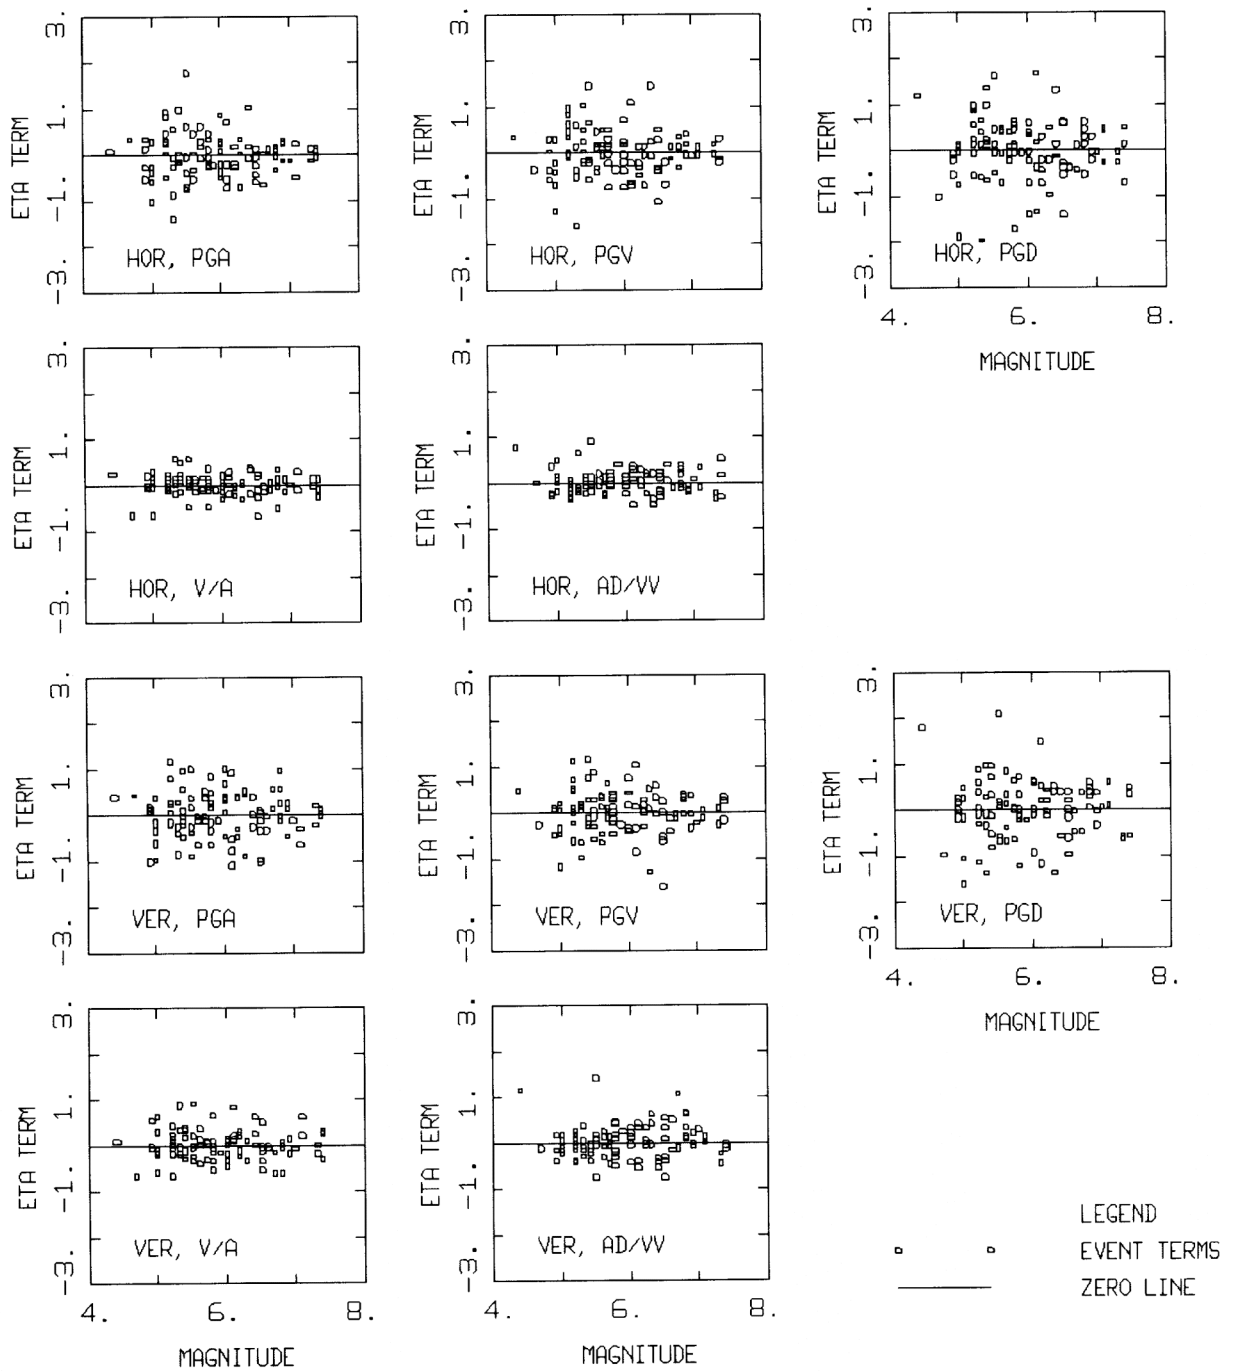 3.
1.
-1.
-3.
ETA TERM
HOR, PGA
3.
1.
-1.
-3.
ETA TERM
HOR, PGV
3.
1.
-1.
-3.
ETA TERM
HOR, PGD
4. 6. 8.
MAGNITUDE
3.
1.
-1.
-3.
ETA TERM
HOR, V/A
3.
1.
-1.
-3.
ETA TERM
HOR, AD/VV
3.
1.
-1.
-3.
ETA TERM
VER, PGA
3.
1.
-1.
-3.
ETA TERM
VER, PGV
3.
1.
-1.
-3.
ETA TERM
VER, PGD
4. 6. 8.
MAGNITUDE
3.
1.
-1.
-3.
ETA TERM
VER, V/A
4. 6. 8.
MAGNITUDE
3.
1.
-1.
-3.
ETA TERM
VER, AD/VV
4. 6. 8.
MAGNITUDE
LEGEND
EVENT TERMS
ZERO LINE